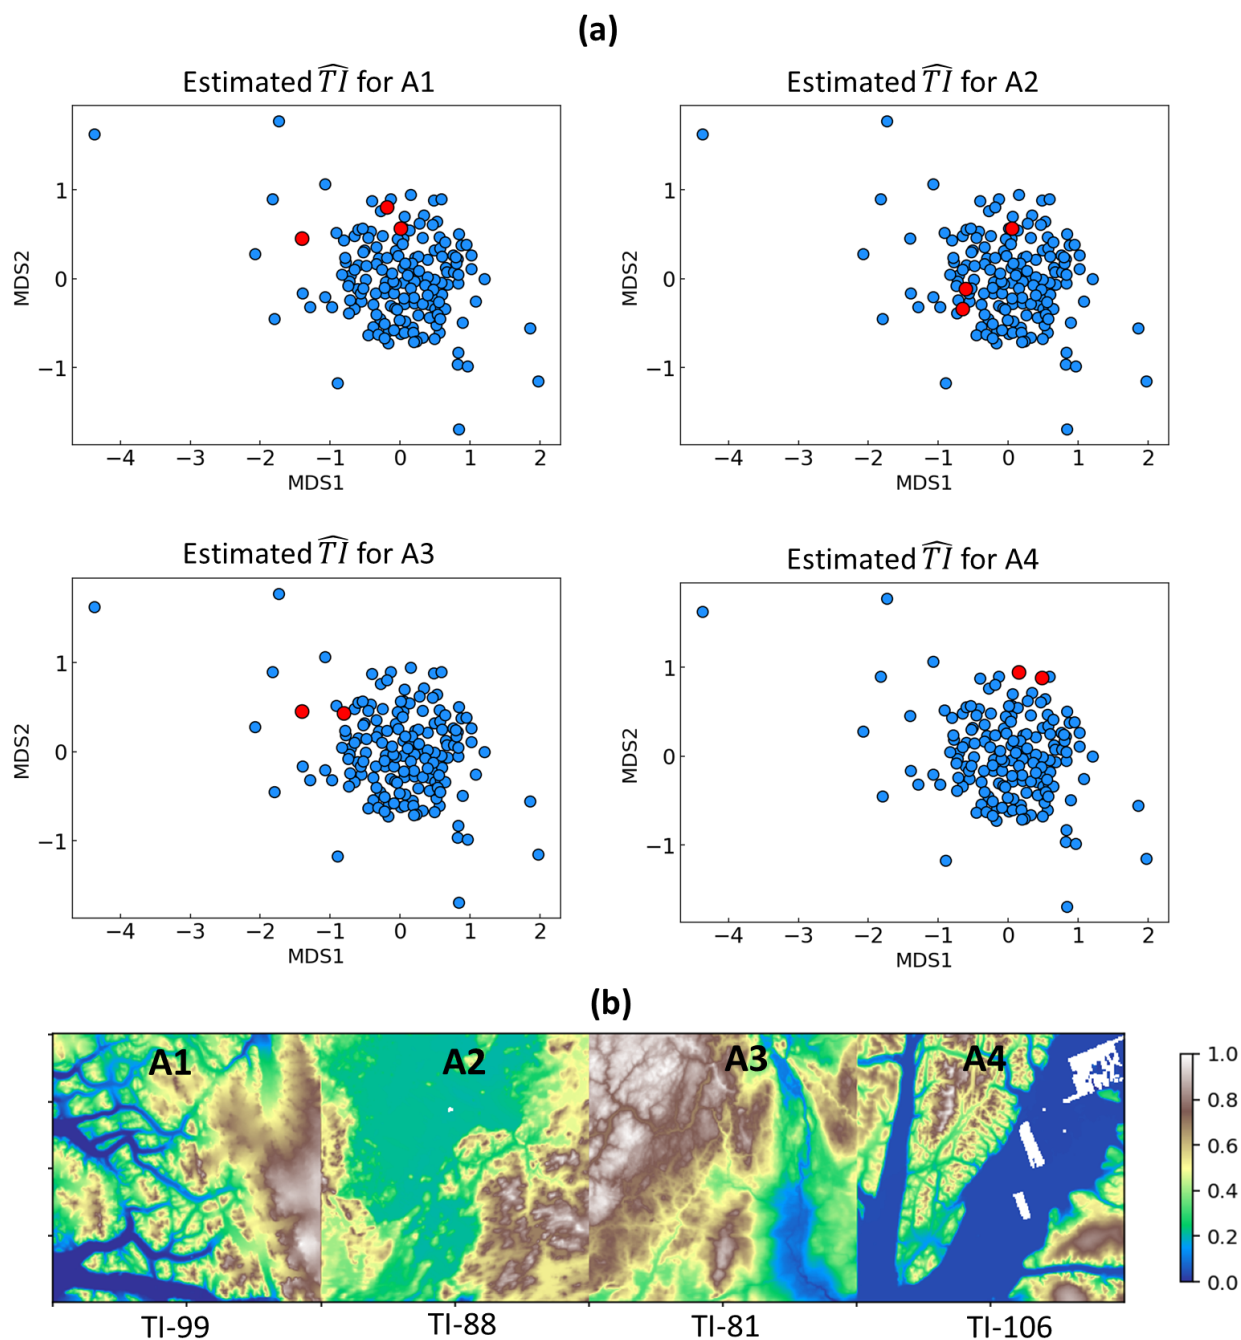 (a)
Estimated \widehat{TI} for A1
Estimated \widehat{TI} for A2
1
0
−1
MDS2
−4 −3 −2 −1 0 1 2
MDS1
1
0
−1
MDS2
−4 −3 −2 −1 0 1 2
MDS1
Estimated \widehat{TI} for A3
Estimated \widehat{TI} for A4
1
0
−1
MDS2
−4 −3 −2 −1 0 1 2
MDS1
1
0
−1
MDS2
−4 −3 −2 −1 0 1 2
MDS1
(b)
A1 A2 A3 A4
1.0
0.8
0.6
0.4
0.2
0.0
TI-99 TI-88 TI-81 TI-106